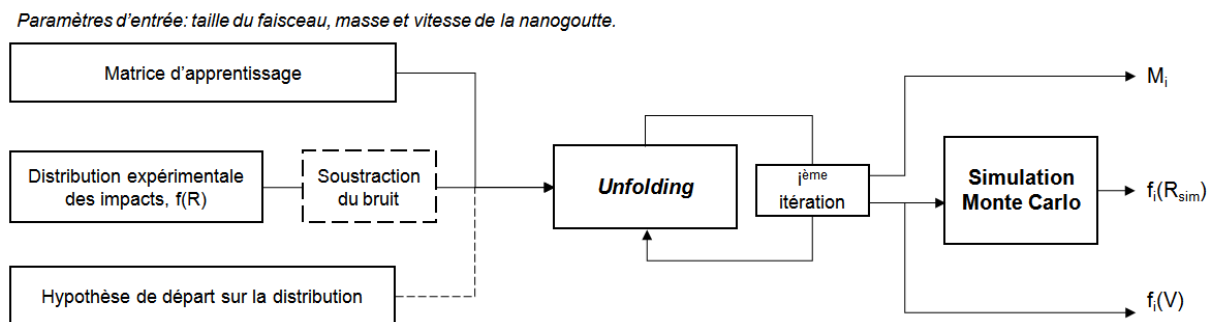 Paramètres d'entrée: taille du faisceau, masse et vitesse de la nanogoutte.
Matrice d'apprentissage
Distribution expérimentale
des impacts, f(R)
Soustraction
du bruit
Hypothèse de départ sur la distribution
Unfolding
ième
itération
Simulation
Monte Carlo
Mi
fi(Rsim)
fi(V)